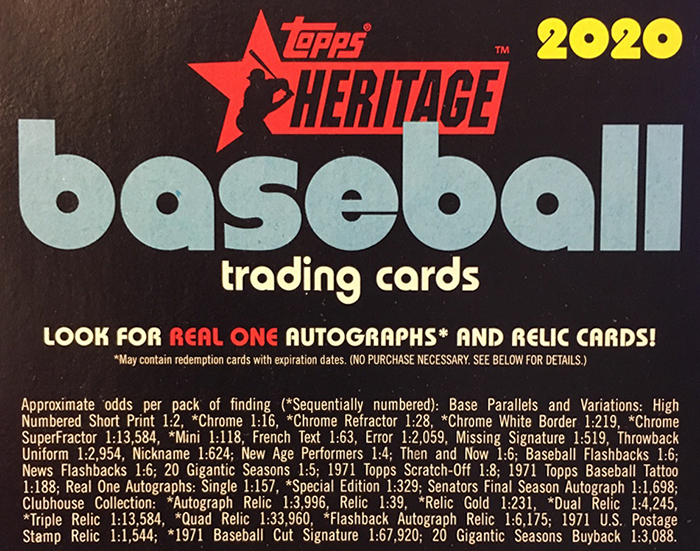 topps®
2020
HERITAGE™
baseball
trading cards
LOOK FOR REAL ONE AUTOGRAPHS* AND RELIC CARDS!
*May contain redemption cards with expiration dates. (NO PURCHASE NECESSARY. SEE BELOW FOR DETAILS.)
Approximate odds per pack of finding (*Sequentially numbered): Base Parallels and Variations: High
Numbered Short Print 1:2, *Chrome 1:16, *Chrome Refractor 1:28, *Chrome White Border 1:219, *Chrome
SuperFractor 1:13,584, *Mini 1:118, French Text 1:63, Error 1:2,059, Missing Signature 1:519, Throwback
Uniform 1:2,954, Nickname 1:624; New Age Performers 1:4; Then and Now 1:6; Baseball Flashbacks 1:6;
News Flashbacks 1:6; 20 Gigantic Seasons 1:5; 1971 Topps Scratch-Off 1:8; 1971 Topps Baseball Tattoo
1:188; Real One Autographs: Single 1:157, *Special Edition 1:329; Senators Final Season Autograph 1:1,698;
Clubhouse Collection: *Autograph Relic 1:3,996, Relic 1:39, *Relic Gold 1:231, *Dual Relic 1:4,245,
*Triple Relic 1:13,584, *Quad Relic 1:33,960, *Flashback Autograph Relic 1:6,175; 1971 U.S. Postage
Stamp Relic 1:1,544; *1971 Baseball Cut Signature 1:67,920; 20 Gigantic Seasons Buyback 1:3,088.